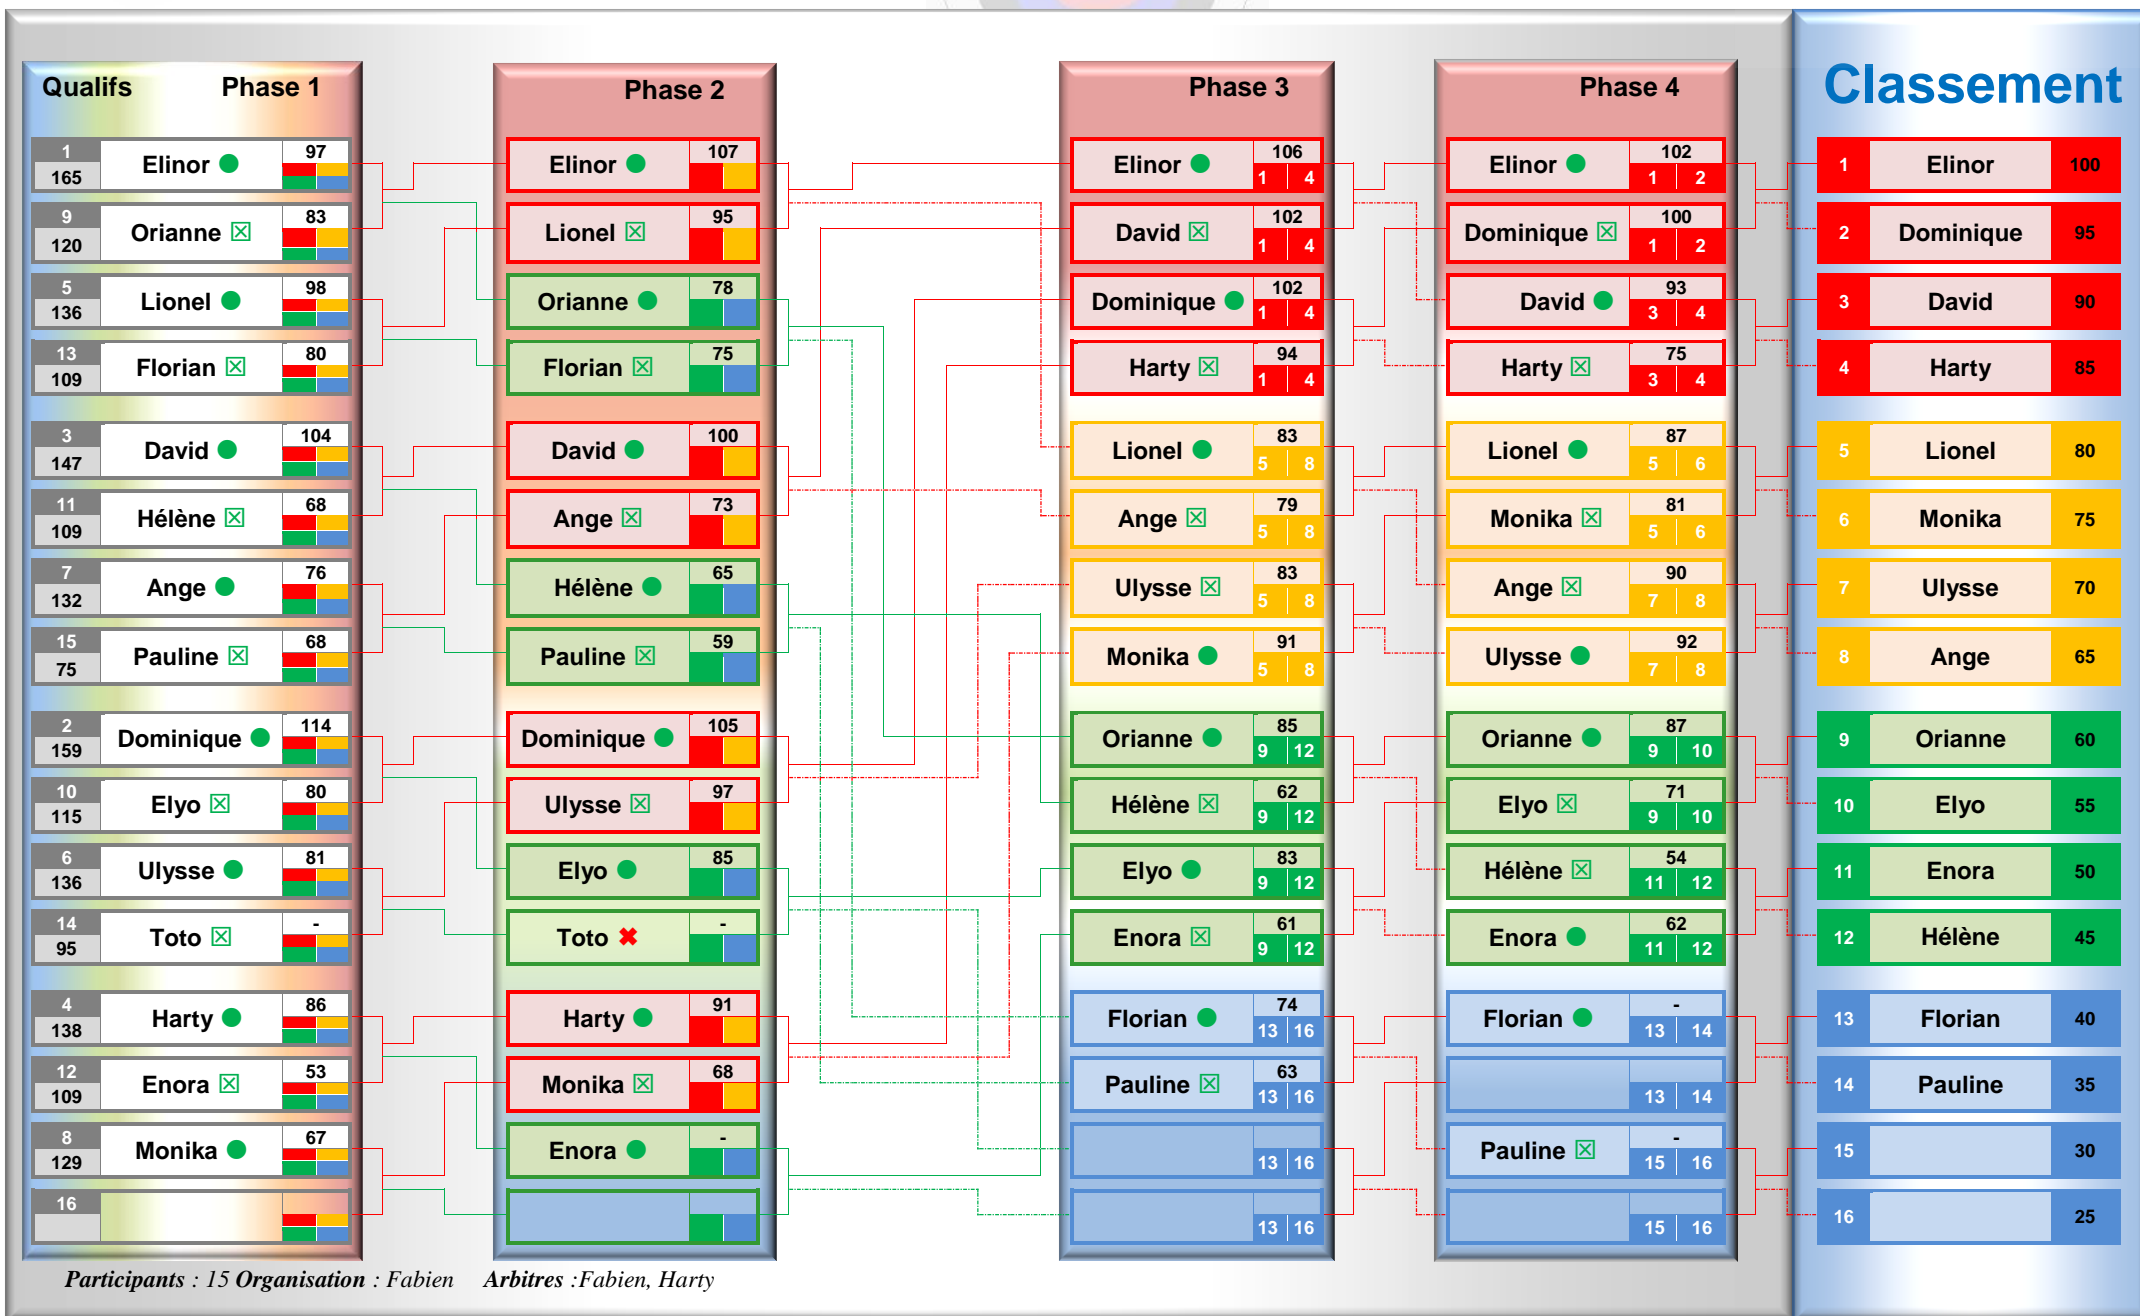 Qualifs Phase 1
1 165 Elinor 97
9 120 Orianne 83
5 136 Lionel 98
13 109 Florian 80
3 147 David 104
11 109 Hélène 68
7 132 Ange 76
15 75 Pauline 68
2 159 Dominique 114
10 115 Elyo 80
6 136 Ulysse 81
14 95 Toto -
4 138 Harty 86
12 109 Enora 53
8 129 Monika 67
16
Phase 2
Elinor 107
Lionel 95
Orianne 78
Florian 75
David 100
Ange 73
Hélène 65
Pauline 59
Dominique 105
Ulysse 97
Elyo 85
Toto -
Harty 91
Monika 68
Enora -
Phase 3
Elinor 106 1 4
David 102 1 4
Dominique 102 1 4
Harty 94 1 4
Lionel 83 5 8
Ange 79 5 8
Ulysse 83 5 8
Monika 91 5 8
Orianne 85 9 12
Hélène 62 9 12
Elyo 83 9 12
Enora 61 9 12
Florian 74 13 16
Pauline 63 13 16
13 16
13 16
Phase 4
Elinor 102 1 2
Dominique 100 1 2
David 93 3 4
Harty 75 3 4
Lionel 87 5 6
Monika 81 5 6
Ange 90 7 8
Ulysse 92 7 8
Orianne 87 9 10
Elyo 71 9 10
Hélène 54 11 12
Enora 62 11 12
Florian - 13 14
13 14
Pauline - 15 16
15 16
Classement
1 Elinor 100
2 Dominique 95
3 David 90
4 Harty 85
5 Lionel 80
6 Monika 75
7 Ulysse 70
8 Ange 65
9 Orianne 60
10 Elyo 55
11 Enora 50
12 Hélène 45
13 Florian 40
14 Pauline 35
15 30
16 25
Participants : 15 Organisation : Fabien Arbitres :Fabien, Harty